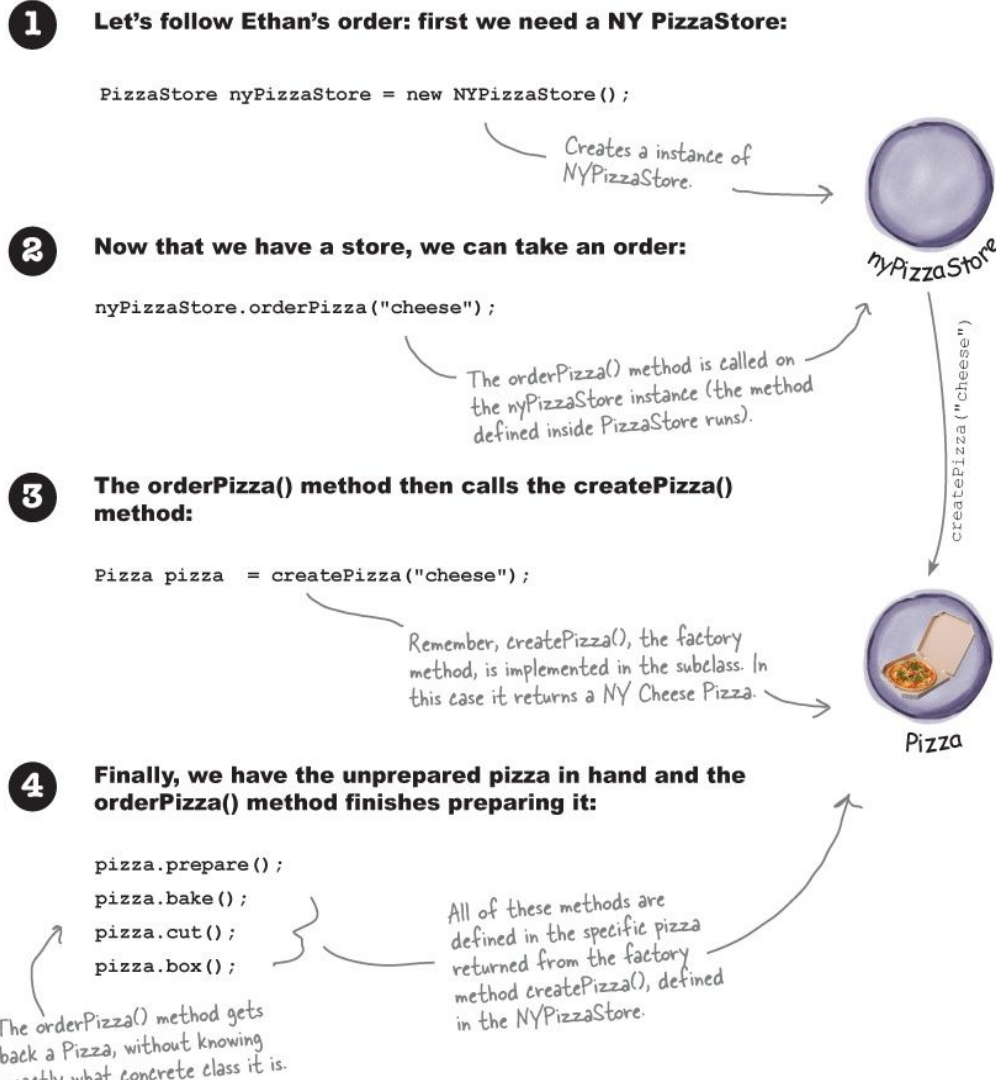 1 Let’s follow Ethan’s order: first we need a NY PizzaStore:
PizzaStore nyPizzaStore = new NYPizzaStore();
Creates a instance of
NYPizzaStore.
nyPizzaStore
2 Now that we have a store, we can take an order:
nyPizzaStore.orderPizza("cheese");
The orderPizza() method is called on
the nyPizzaStore instance (the method
defined inside PizzaStore runs).
createPizza("cheese")
3 The orderPizza() method then calls the createPizza()
method:
Pizza pizza = createPizza("cheese");
Remember, createPizza(), the factory
method, is implemented in the subclass. In
this case it returns a NY Cheese Pizza.
Pizza
4 Finally, we have the unprepared pizza in hand and the
orderPizza() method finishes preparing it:
pizza.prepare();
pizza.bake();
pizza.cut();
pizza.box();
All of these methods are
defined in the specific pizza
returned from the factory
method createPizza(), defined
in the NYPizzaStore.
The orderPizza() method gets
back a Pizza, without knowing
what concrete class it is.